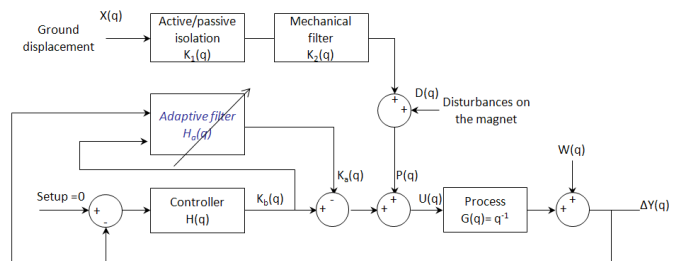 X(q)
Ground
displacement
Active/passive
isolation
K₁(q)
Mechanical
filter
K₂(q)
+
+
D(q)
Disturbances on
the magnet
Adaptive filter
Hₐ(q)
Kₐ(q)
P(q)
W(q)
Setup =0
+
-
Controller
H(q)
K_b(q)
-
+
+
+
U(q)
Process
G(q)= q⁻¹
+
+
ΔY(q)